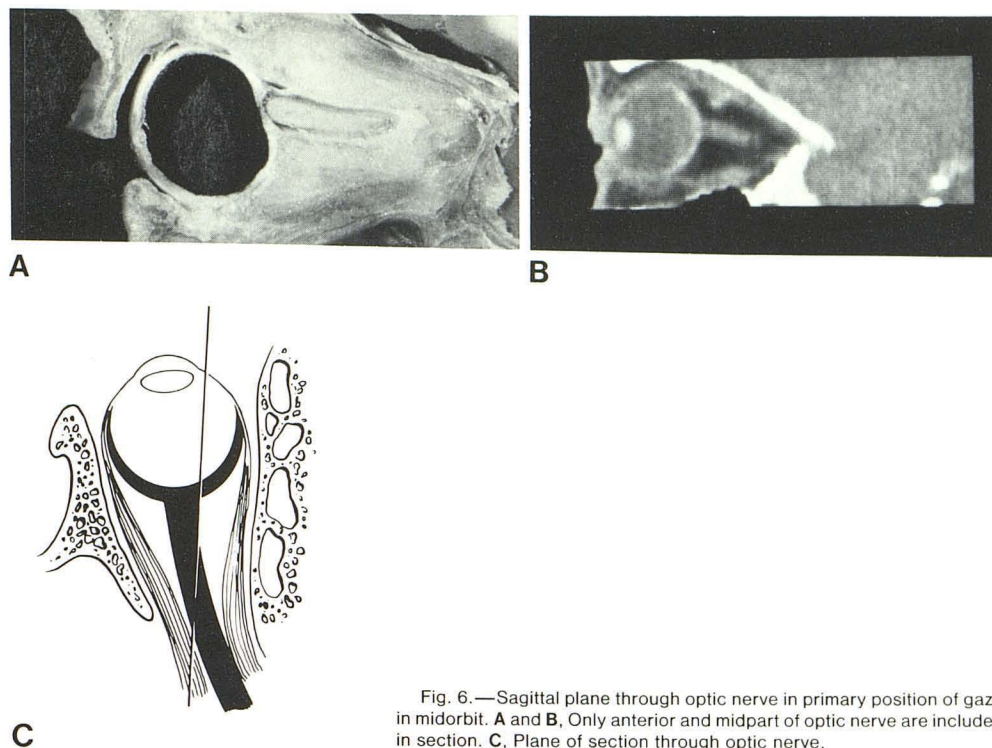 A
B
C
Fig. 6.—Sagittal plane through optic nerve in primary position of gaz
in midorbit. A and B, Only anterior and midpart of optic nerve are include
in section. C, Plane of section through optic nerve.